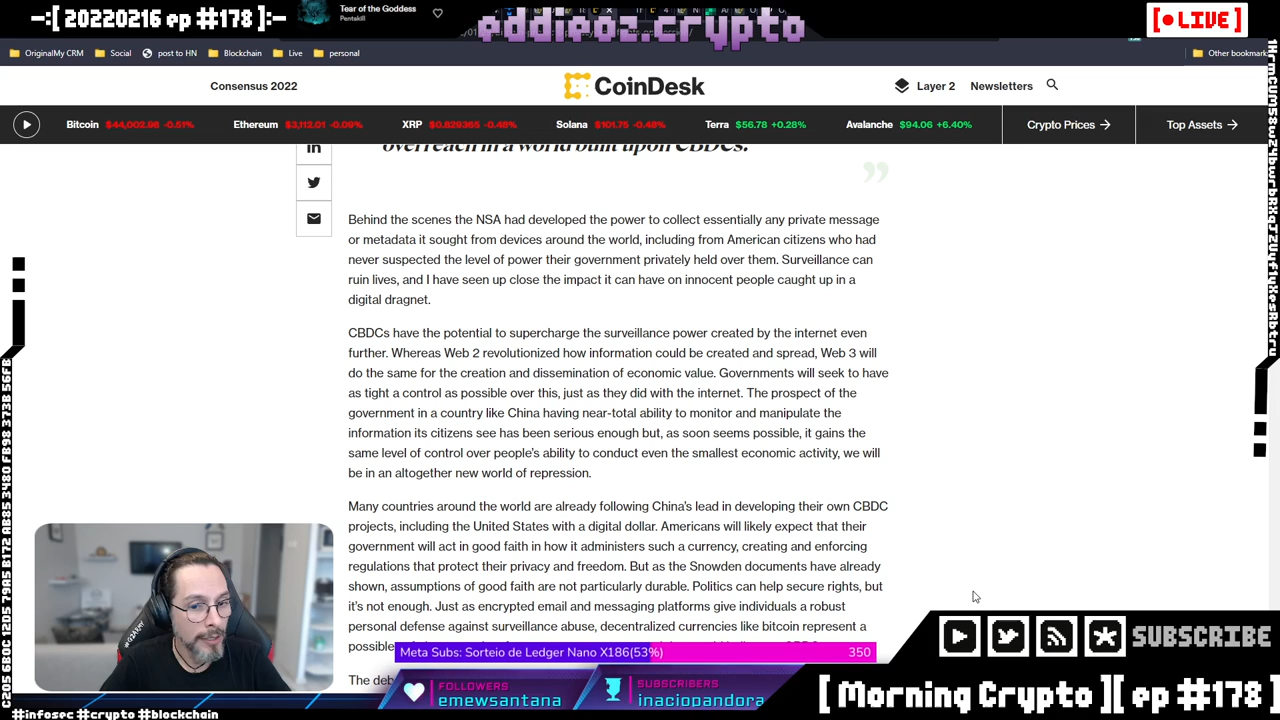 -:[ 20220216 ep #178 ]:-
Tear of the Goddess
Pentakill
eddieoz.crypto
[ • LIVE ]
OriginalMy CRM
Social
post to HN
Blockchain
Live
personal
Other bookmark
Consensus 2022
CoinDesk
Layer 2
Newsletters
Bitcoin $44,002.98 -0.51%
Ethereum $3,112.01 -0.09%
XRP $0.829365 -0.48%
Solana $101.75 -0.48%
Terra $56.78 +0.28%
Avalanche $94.06 +6.40%
Crypto Prices →
Top Assets →
overreach in a world built upon CBDCs.
”
Behind the scenes the NSA had developed the power to collect essentially any private message
or metadata it sought from devices around the world, including from American citizens who had
never suspected the level of power their government privately held over them. Surveillance can
ruin lives, and I have seen up close the impact it can have on innocent people caught up in a
digital dragnet.
CBDCs have the potential to supercharge the surveillance power created by the internet even
further. Whereas Web 2 revolutionized how information could be created and spread, Web 3 will
do the same for the creation and dissemination of economic value. Governments will seek to have
as tight a control as possible over this, just as they did with the internet. The prospect of the
government in a country like China having near-total ability to monitor and manipulate the
information its citizens see has been serious enough but, as soon seems possible, it gains the
same level of control over people’s ability to conduct even the smallest economic activity, we will
be in an altogether new world of repression.
Many countries around the world are already following China’s lead in developing their own CBDC
projects, including the United States with a digital dollar. Americans will likely expect that their
government will act in good faith in how it administers such a currency, creating and enforcing
regulations that protect their privacy and freedom. But as the Snowden documents have already
shown, assumptions of good faith are not particularly durable. Politics can help secure rights, but
it’s not enough. Just as encrypted email and messaging platforms give individuals a robust
personal defense against surveillance abuse, decentralized currencies like bitcoin represent a
possible
The deb
Meta Subs: Sorteio de Ledger Nano X186(53%)
350
FOLLOWERS
emewsantana
SUBSCRIBERS
inaciopandora
SUBSCRIBE
[ Morning Crypto ][ ep #178 ]
#infosec #crypto #blockchain